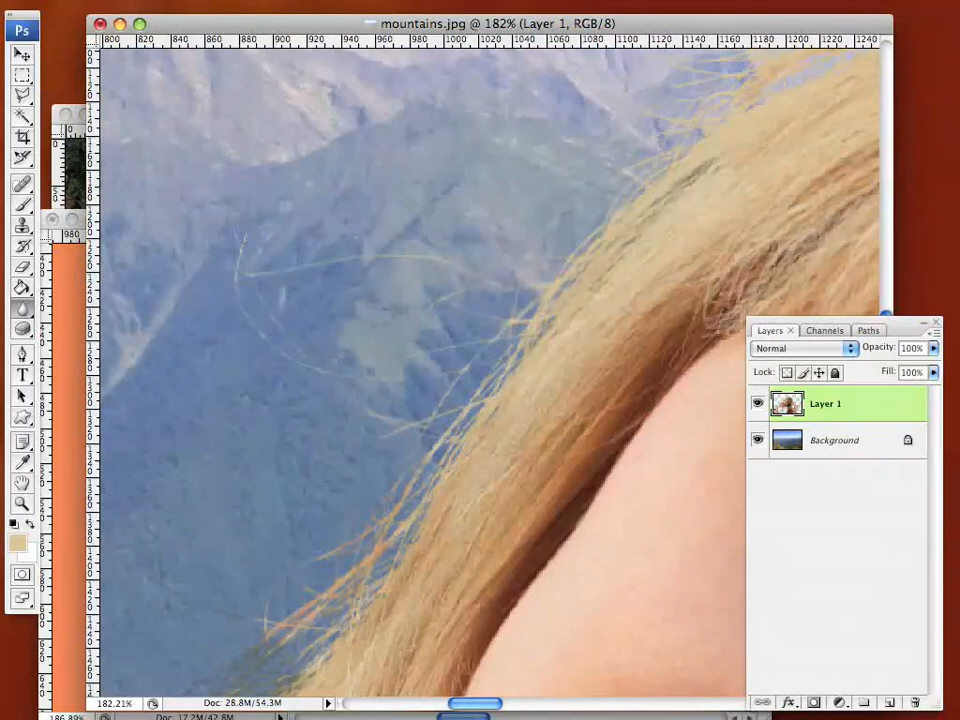 Ps
mountains.jpg @ 182% (Layer 1, RGB/8)
800 820 840 860 880 900 920 940 960 980 1000 1020 1040 1060 1080 1100 1120 1140 1160 1180 1200 1220 1240
0
980
Layers x Channels Paths
Normal Opacity: 100%
Lock: Fill: 100%
Layer 1
Background
T
fx
182.21% Doc: 28.8M/54.3M
186.89% Doc: 17.2M/42.8M